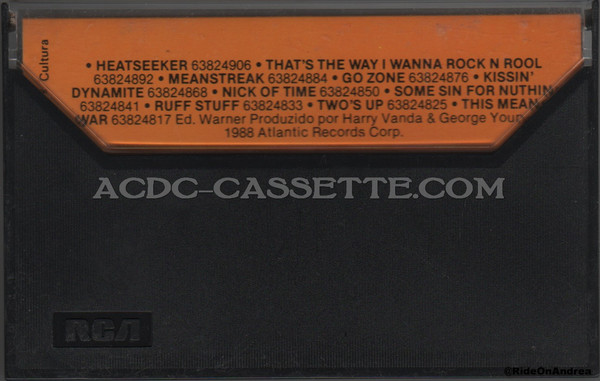 Cultura
• HEATSEEKER 63824906 • THAT'S THE WAY I WANNA ROCK N ROOL
63824892 • MEANSTREAK 63824884 • GO ZONE 63824876 • KISSIN'
DYNAMITE 63824868 • NICK OF TIME 63824850 • SOME SIN FOR NUTHIN
63824841 • RUFF STUFF 63824833 • TWO'S UP 63824825 • THIS MEAN
WAR 63824817 Ed. Warner Produzido por Harry Vanda & George Youn
1988 Atlantic Records Corp.
ACDC-CASSETTE.COM
RCA
©RideOnAndrea